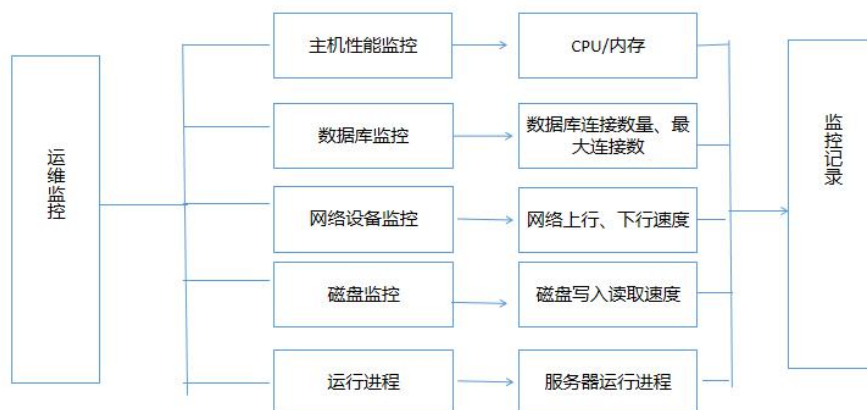 运维监控
主机性能监控
CPU/内存
数据库监控
数据库连接数量、最
大连接数
网络设备监控
网络上行、下行速度
磁盘监控
磁盘写入读取速度
运行进程
服务器运行进程
监控记录